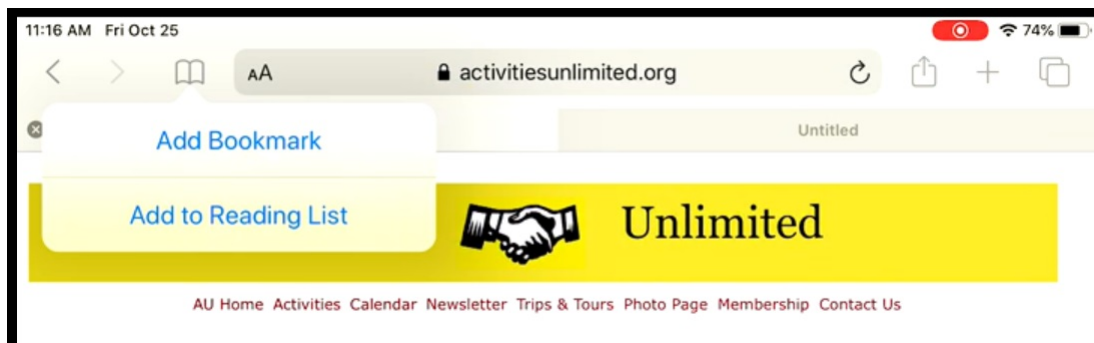 11:16 AM Fri Oct 25 74%
AA activitiesunlimited.org
Untitled
Add Bookmark
Add to Reading List
Unlimited
AU Home Activities Calendar Newsletter Trips & Tours Photo Page Membership Contact Us